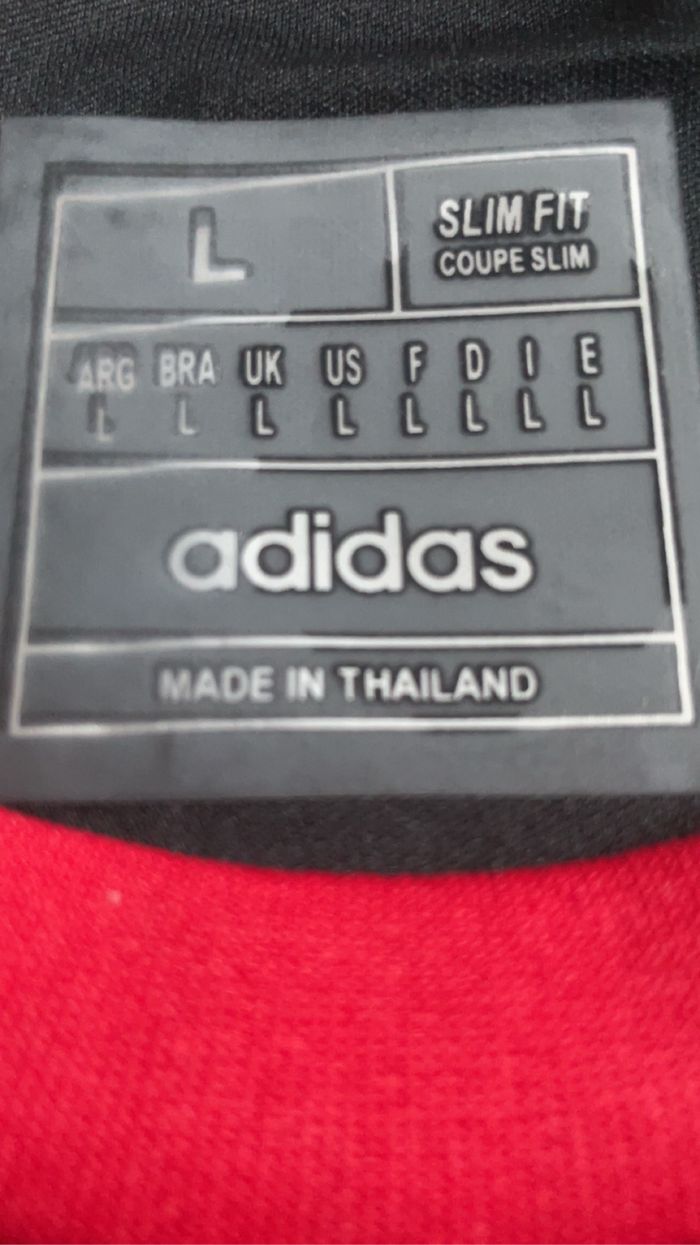 L
SLIM FIT
COUPE SLIM
ARG BRA UK US F D I E
L L L L L L L L
adidas
MADE IN THAILAND